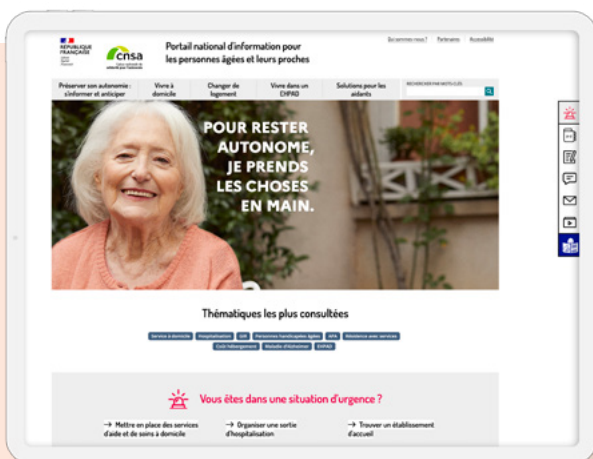 Qui sommes-nous ? Partenaires Accessibilité
RÉPUBLIQUE
FRANÇAISE
cnsa
Portail national d'information pour
les personnes âgées et leurs proches
Préserver son autonomie :
s'informer et anticiper
Vivre à
domicile
Changer de
logement
Vivre dans un
EHPAD
Solutions pour les
aidants
RECHERCHER PAR MOTS-CLÉS
POUR RESTER
AUTONOME,
JE PRENDS
LES CHOSES
EN MAIN.
Thématiques les plus consultées
Service à domicile Hospitalisation GIR Personnes handicapées âgées APA Résidence avec services
Coût hébergement Maladie d'Alzheimer EHPAD
Vous êtes dans une situation d'urgence ?
→ Mettre en place des services
d'aide et de soins à domicile
→ Organiser une sortie
d'hospitalisation
→ Trouver un établissement
d'accueil